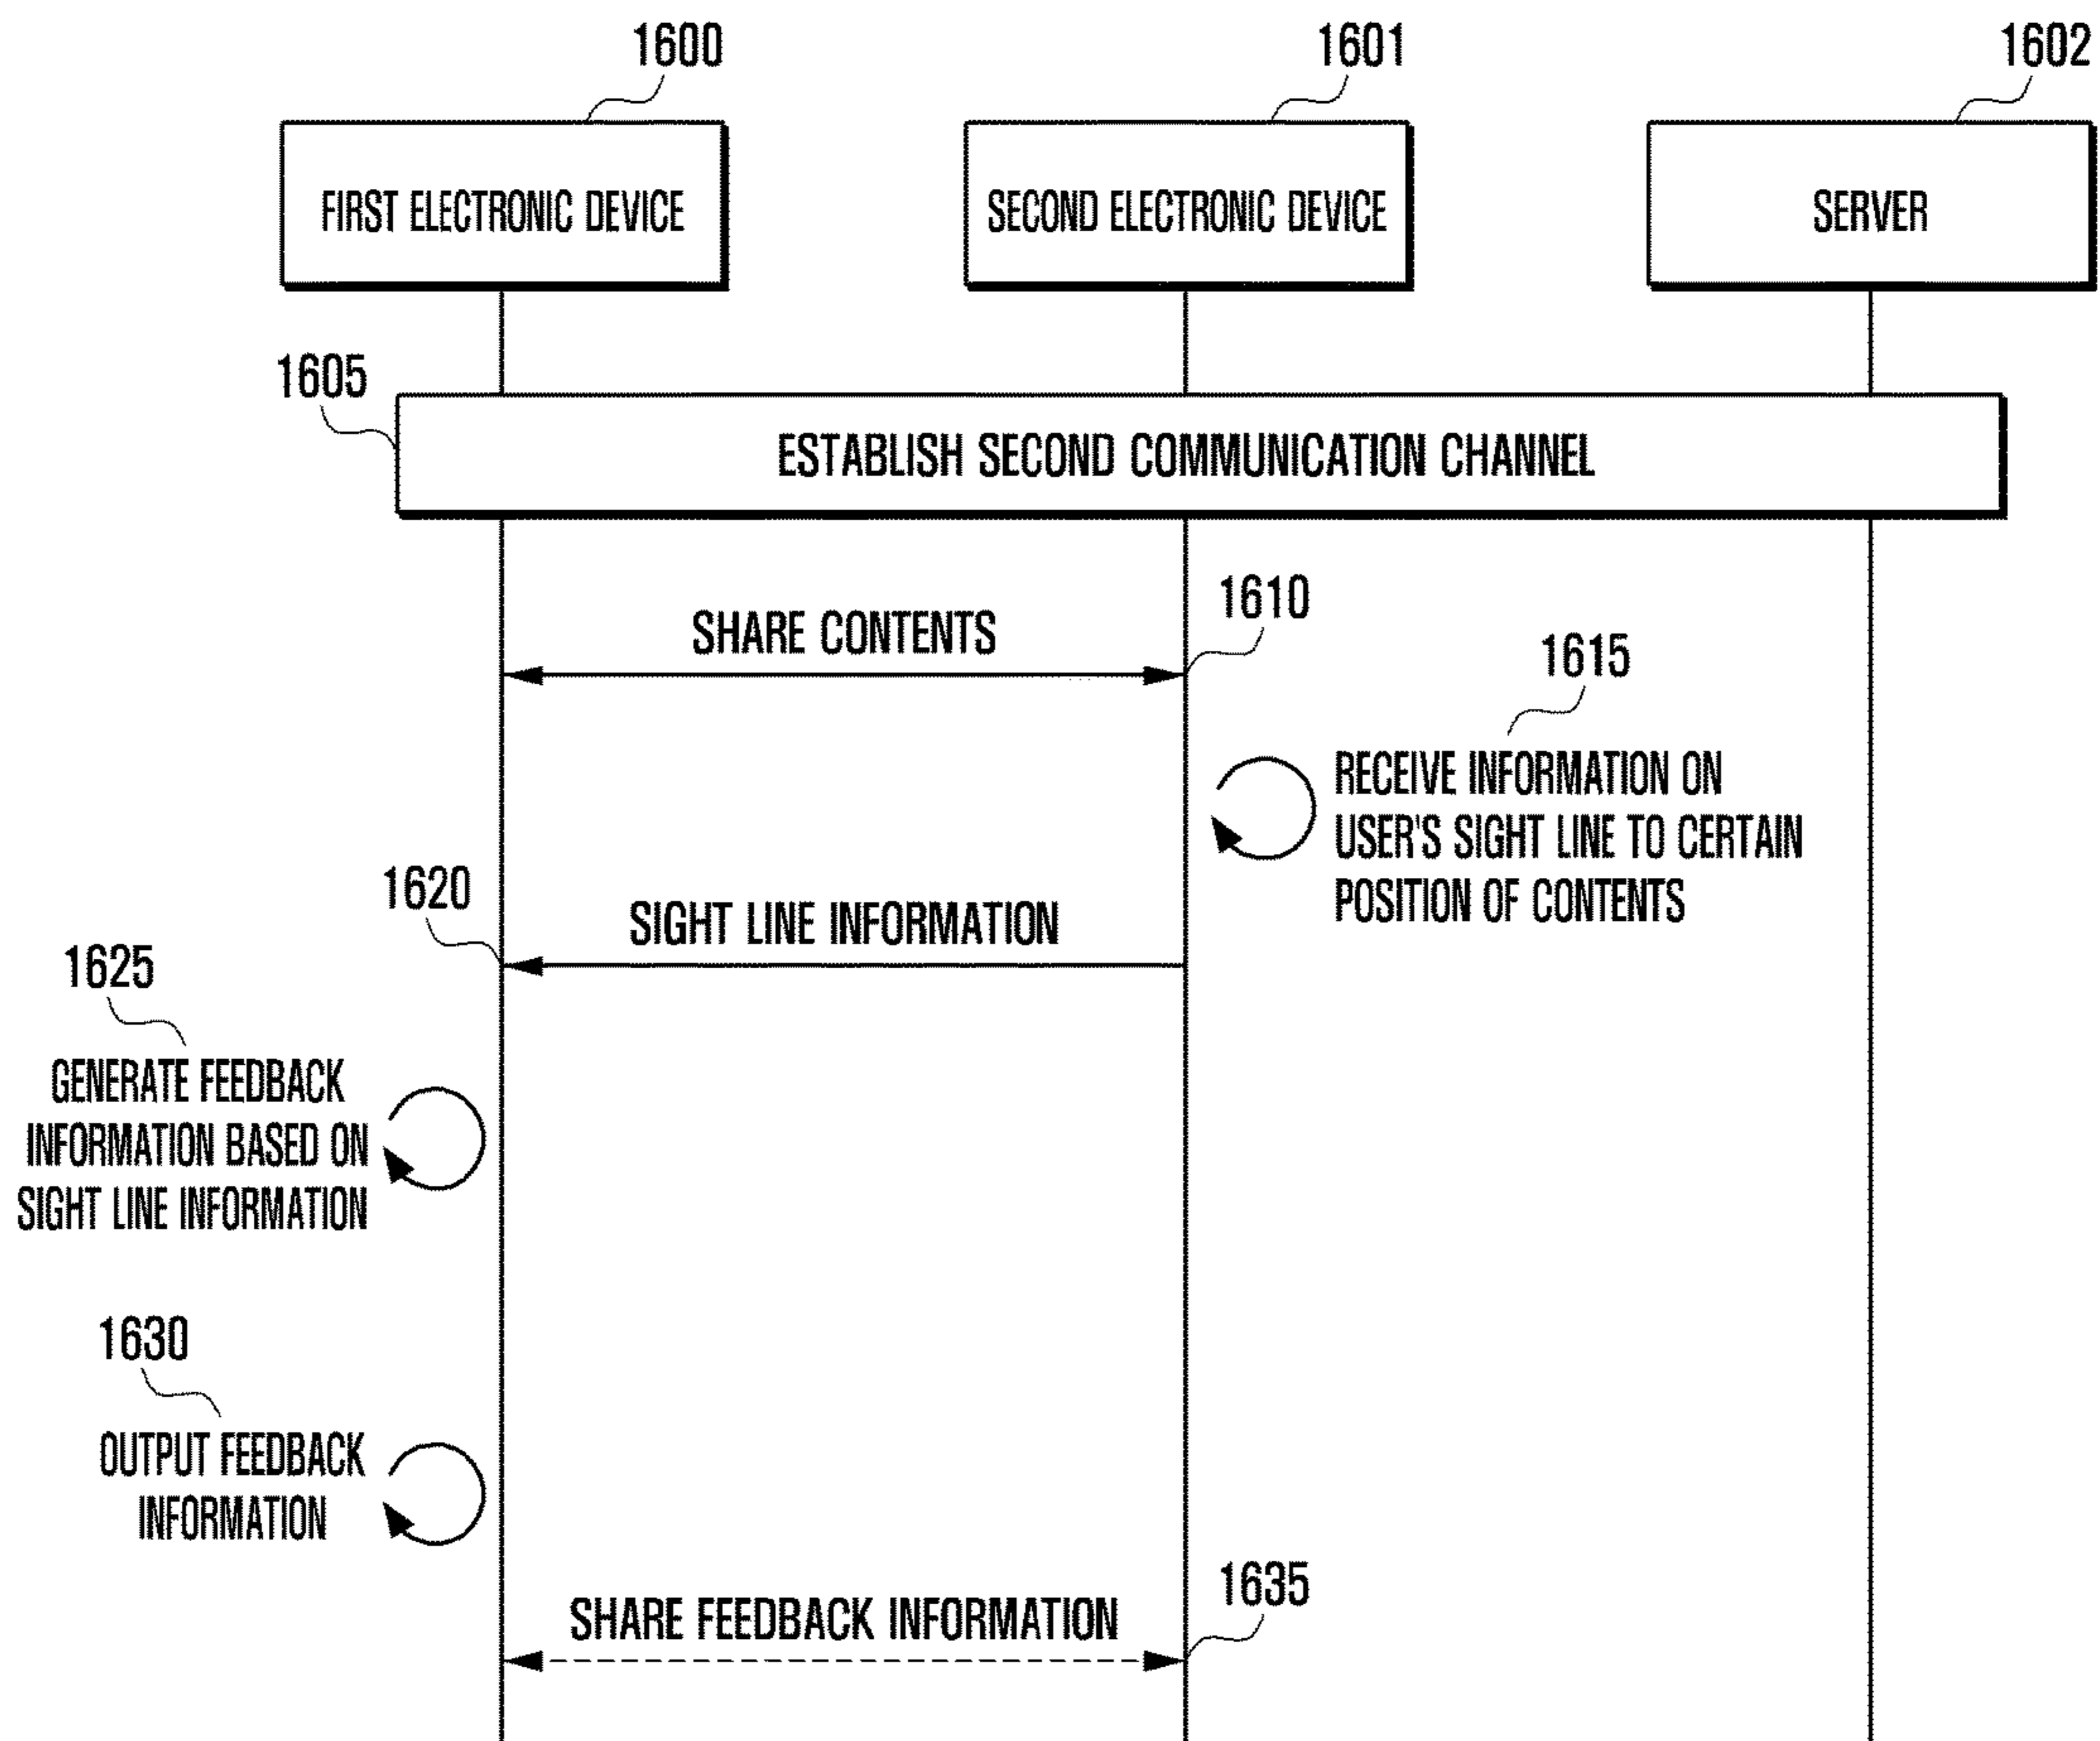 1600
1601
1602
FIRST ELECTRONIC DEVICE
SECOND ELECTRONIC DEVICE
SERVER
1605
ESTABLISH SECOND COMMUNICATION CHANNEL
1610
SHARE CONTENTS
1615
RECEIVE INFORMATION ON
USER'S SIGHT LINE TO CERTAIN
POSITION OF CONTENTS
1620
SIGHT LINE INFORMATION
1625
GENERATE FEEDBACK
INFORMATION BASED ON
SIGHT LINE INFORMATION
1630
OUTPUT FEEDBACK
INFORMATION
1635
SHARE FEEDBACK INFORMATION